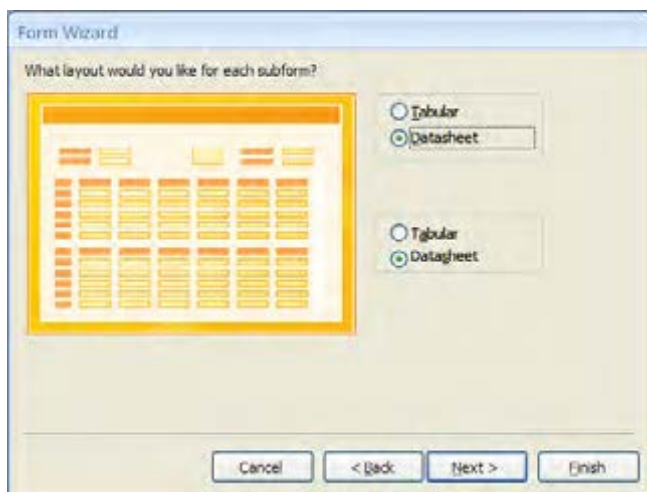 Form Wizard
What layout would you like for each subform?
Tabular
Datasheet
Tabular
Datasheet
Cancel
< Back
Next >
Finish